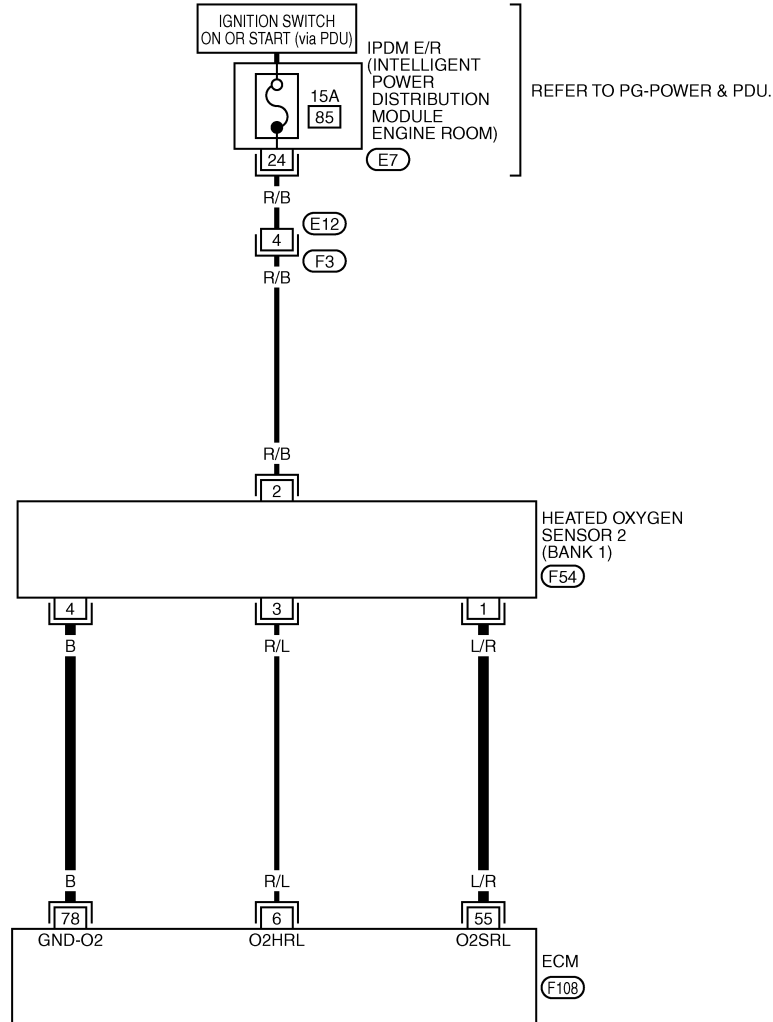 IGNITION SWITCH
ON OR START (via PDU)
IPDM E/R
(INTELLIGENT
POWER
DISTRIBUTION
MODULE
ENGINE ROOM)
REFER TO PG-POWER & PDU.
15A
85
24
E7
R/B
E12
4
F3
R/B
R/B
2
HEATED OXYGEN
SENSOR 2
(BANK 1)
F54
4 3 1
B R/L L/R
B R/L L/R
78 6 55
GND-O2 O2HRL O2SRL
ECM
F108